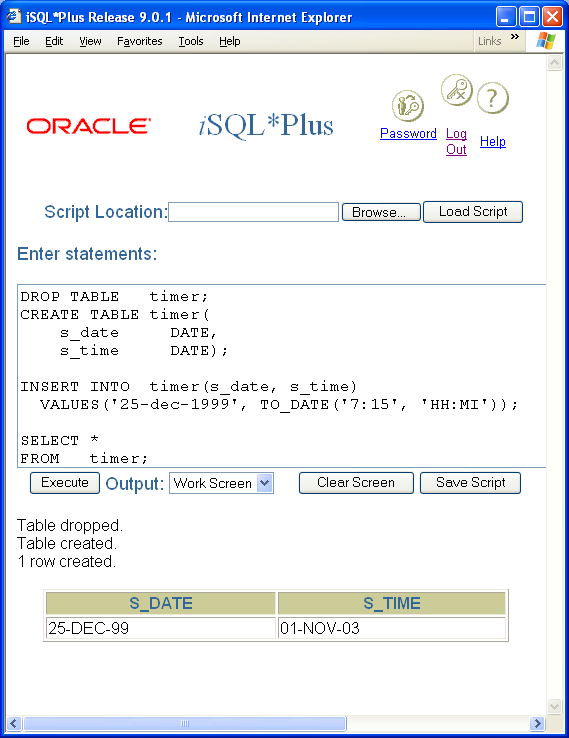 iSQL*Plus Release 9.0.1 - Microsoft Internet Explorer
File Edit View Favorites Tools Help Links »
ORACLE iSQL*Plus
Password Log Out Help
Script Location: Browse... Load Script
Enter statements:
DROP TABLE   timer;
CREATE TABLE timer(
    s_date     DATE,
    s_time     DATE);
INSERT INTO  timer(s_date, s_time)
  VALUES('25-dec-1999', TO_DATE('7:15', 'HH:MI'));
SELECT *
FROM   timer;
Execute Output: Work Screen Clear Screen Save Script
Table dropped.
Table created.
1 row created.
S_DATE S_TIME
25-DEC-99 01-NOV-03